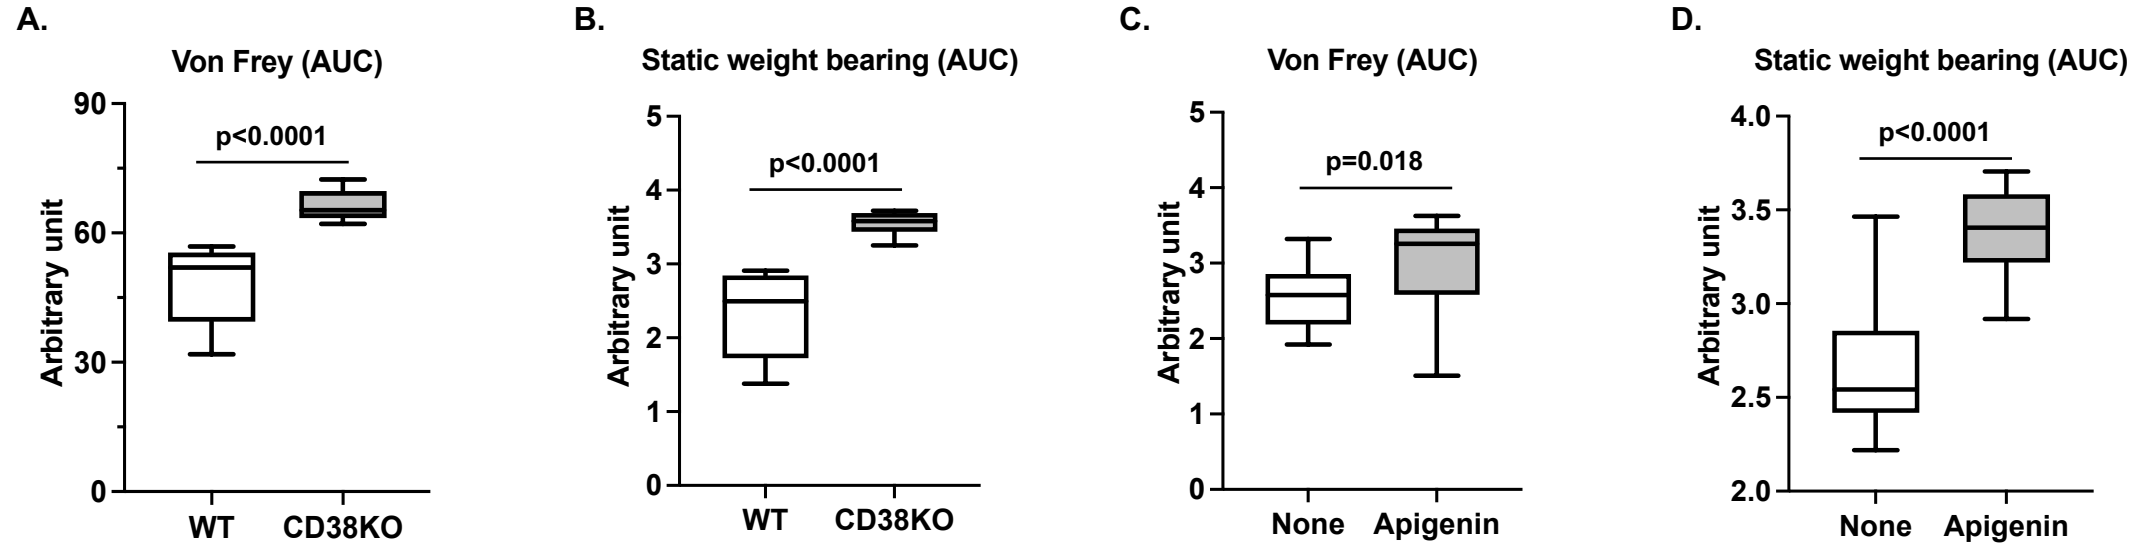 A.
Von Frey (AUC)
Arbitrary unit
90
60
30
0
p<0.0001
WT CD38KO
B.
Static weight bearing (AUC)
Arbitrary unit
5
4
3
2
1
0
p<0.0001
WT CD38KO
C.
Von Frey (AUC)
Arbitrary unit
5
4
3
2
1
0
p=0.018
None Apigenin
D.
Static weight bearing (AUC)
Arbitrary unit
4.0
3.5
3.0
2.5
2.0
p<0.0001
None Apigenin